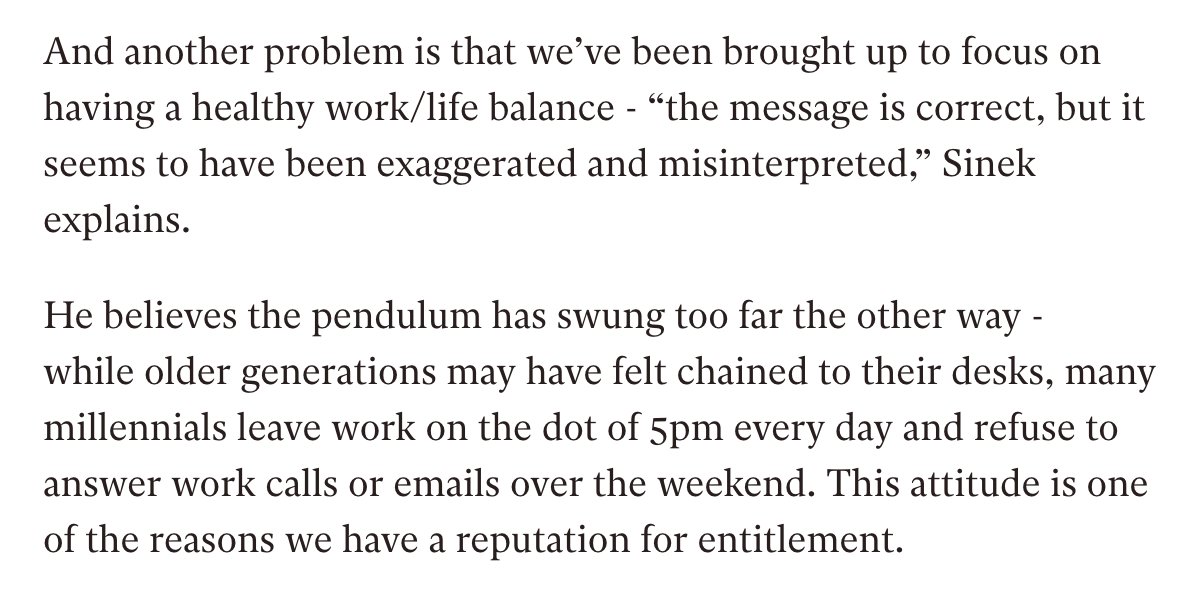 And another problem is that we’ve been brought up to focus on
having a healthy work/life balance - “the message is correct, but it
seems to have been exaggerated and misinterpreted,” Sinek
explains.
He believes the pendulum has swung too far the other way -
while older generations may have felt chained to their desks, many
millennials leave work on the dot of 5pm every day and refuse to
answer work calls or emails over the weekend. This attitude is one
of the reasons we have a reputation for entitlement.